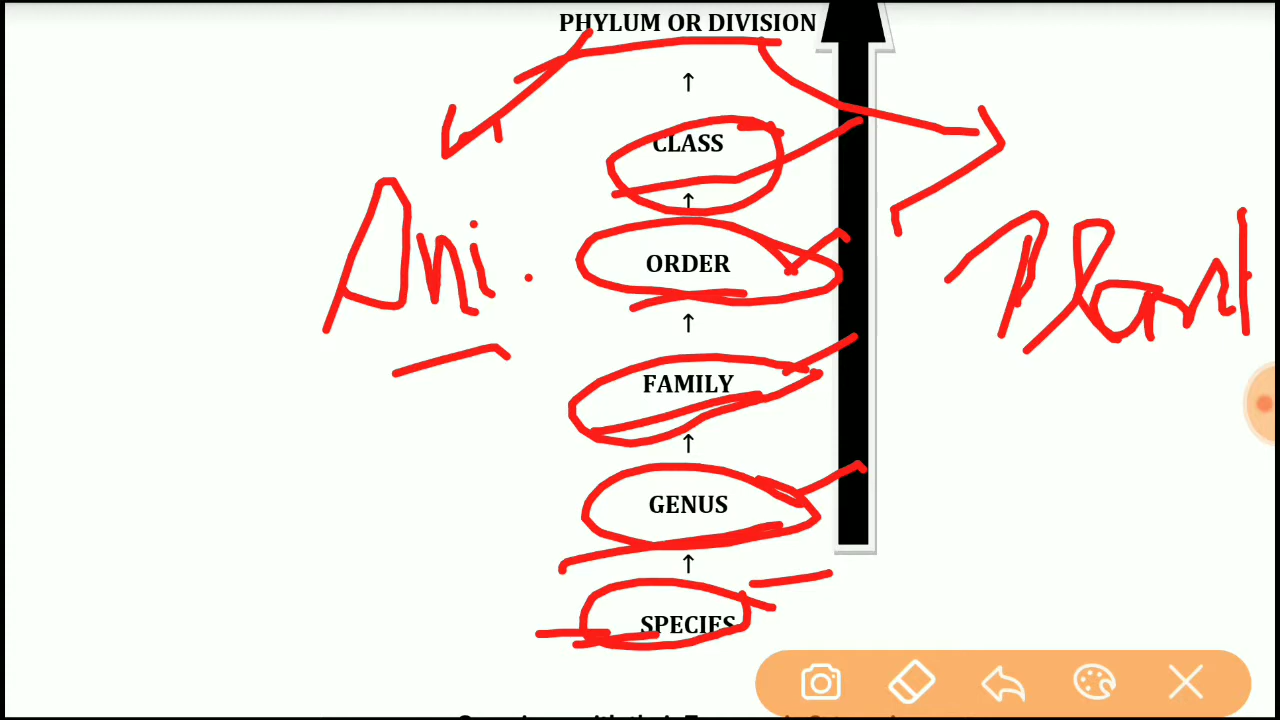 PHYLUM OR DIVISION
↑
CLASS
↑
ORDER
Ani.
Plant
↑
FAMILY
↑
GENUS
↑
SPECIES